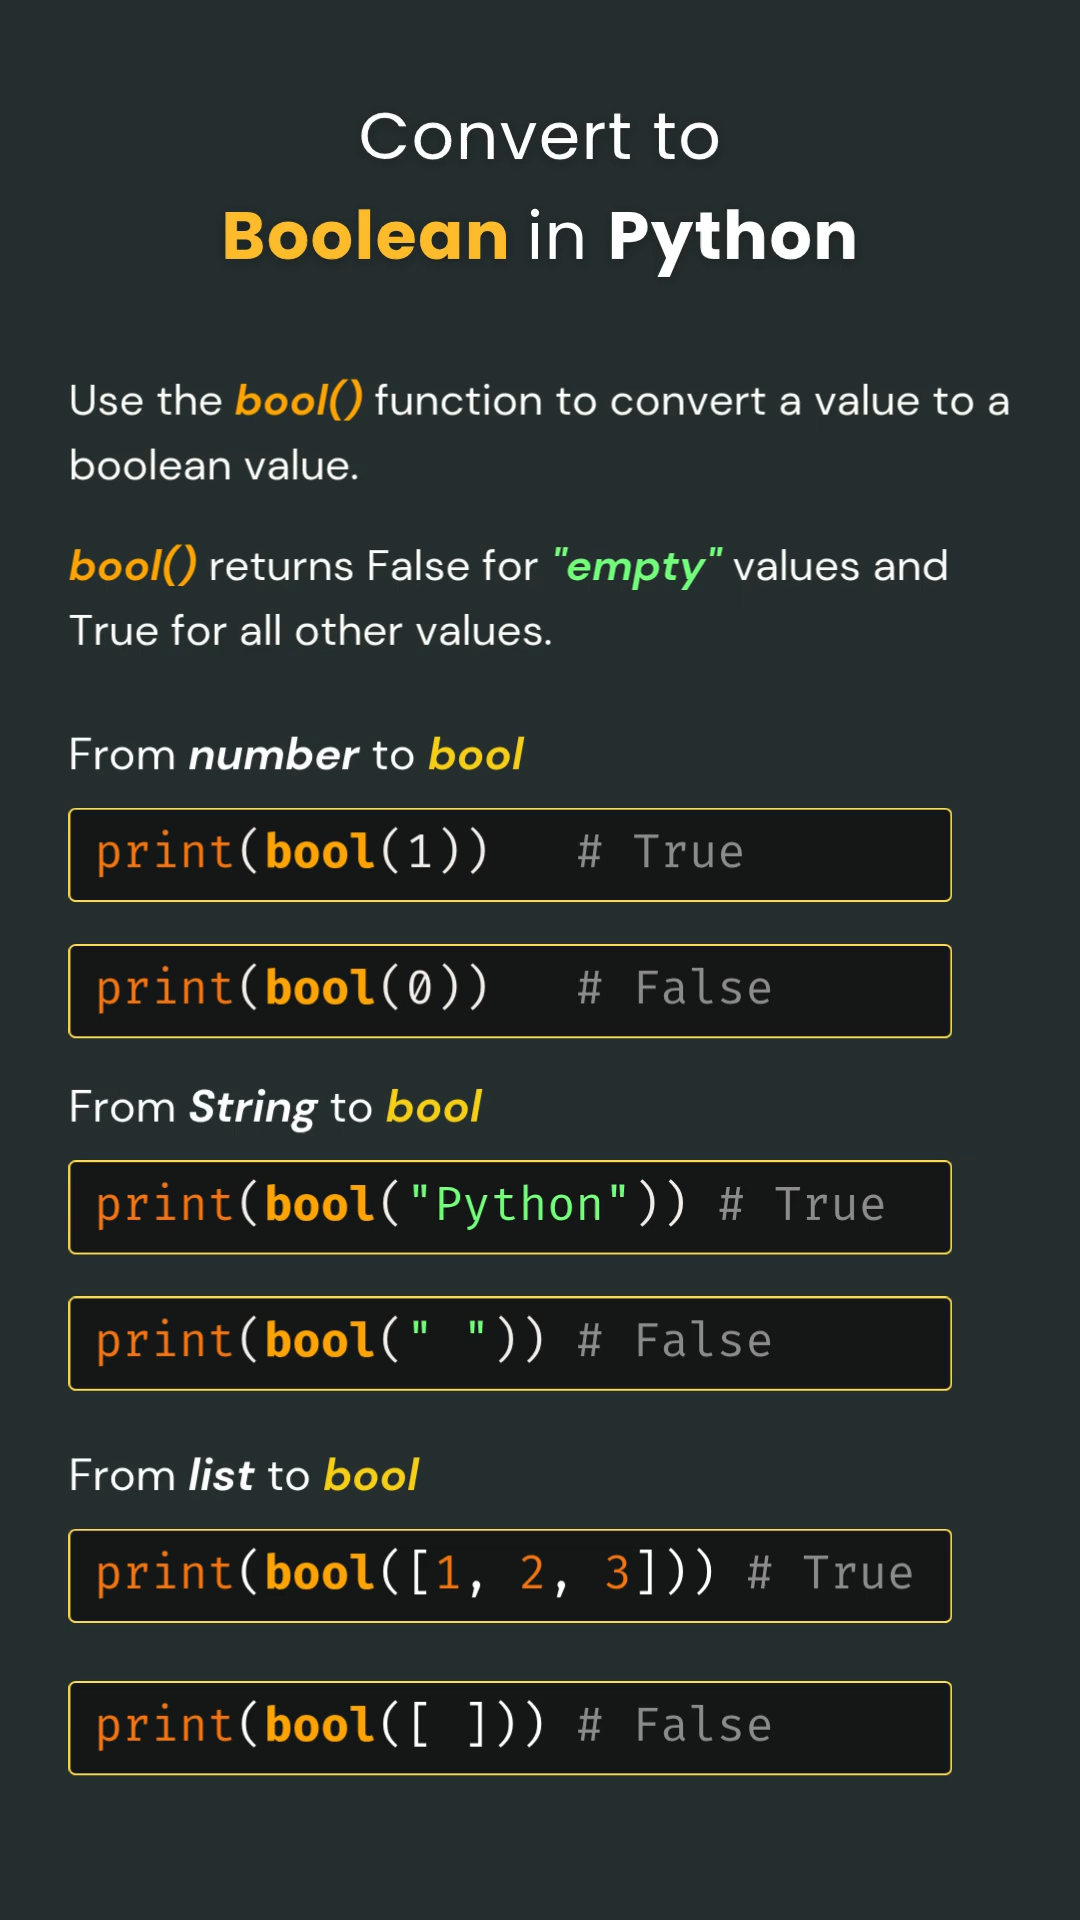 Convert to
Boolean in Python
Use the bool() function to convert a value to a
boolean value.
bool() returns False for "empty" values and
True for all other values.
From number to bool
print(bool(1))   # True
print(bool(0))   # False
From String to bool
print(bool("Python")) # True
print(bool(" ")) # False
From list to bool
print(bool([1, 2, 3])) # True
print(bool([ ])) # False